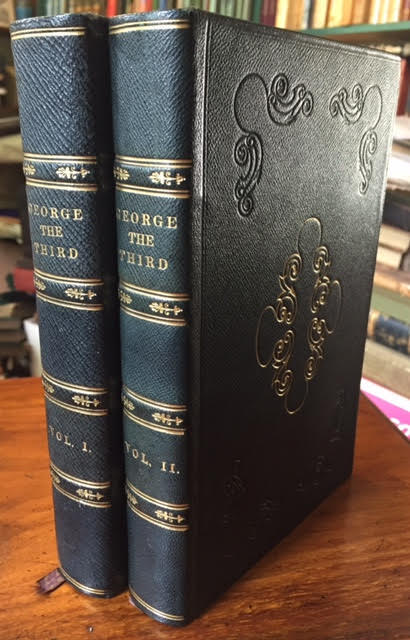 GEORGE
THE
THIRD
VOL. I.
GEORGE
THE
THIRD
VOL. II.